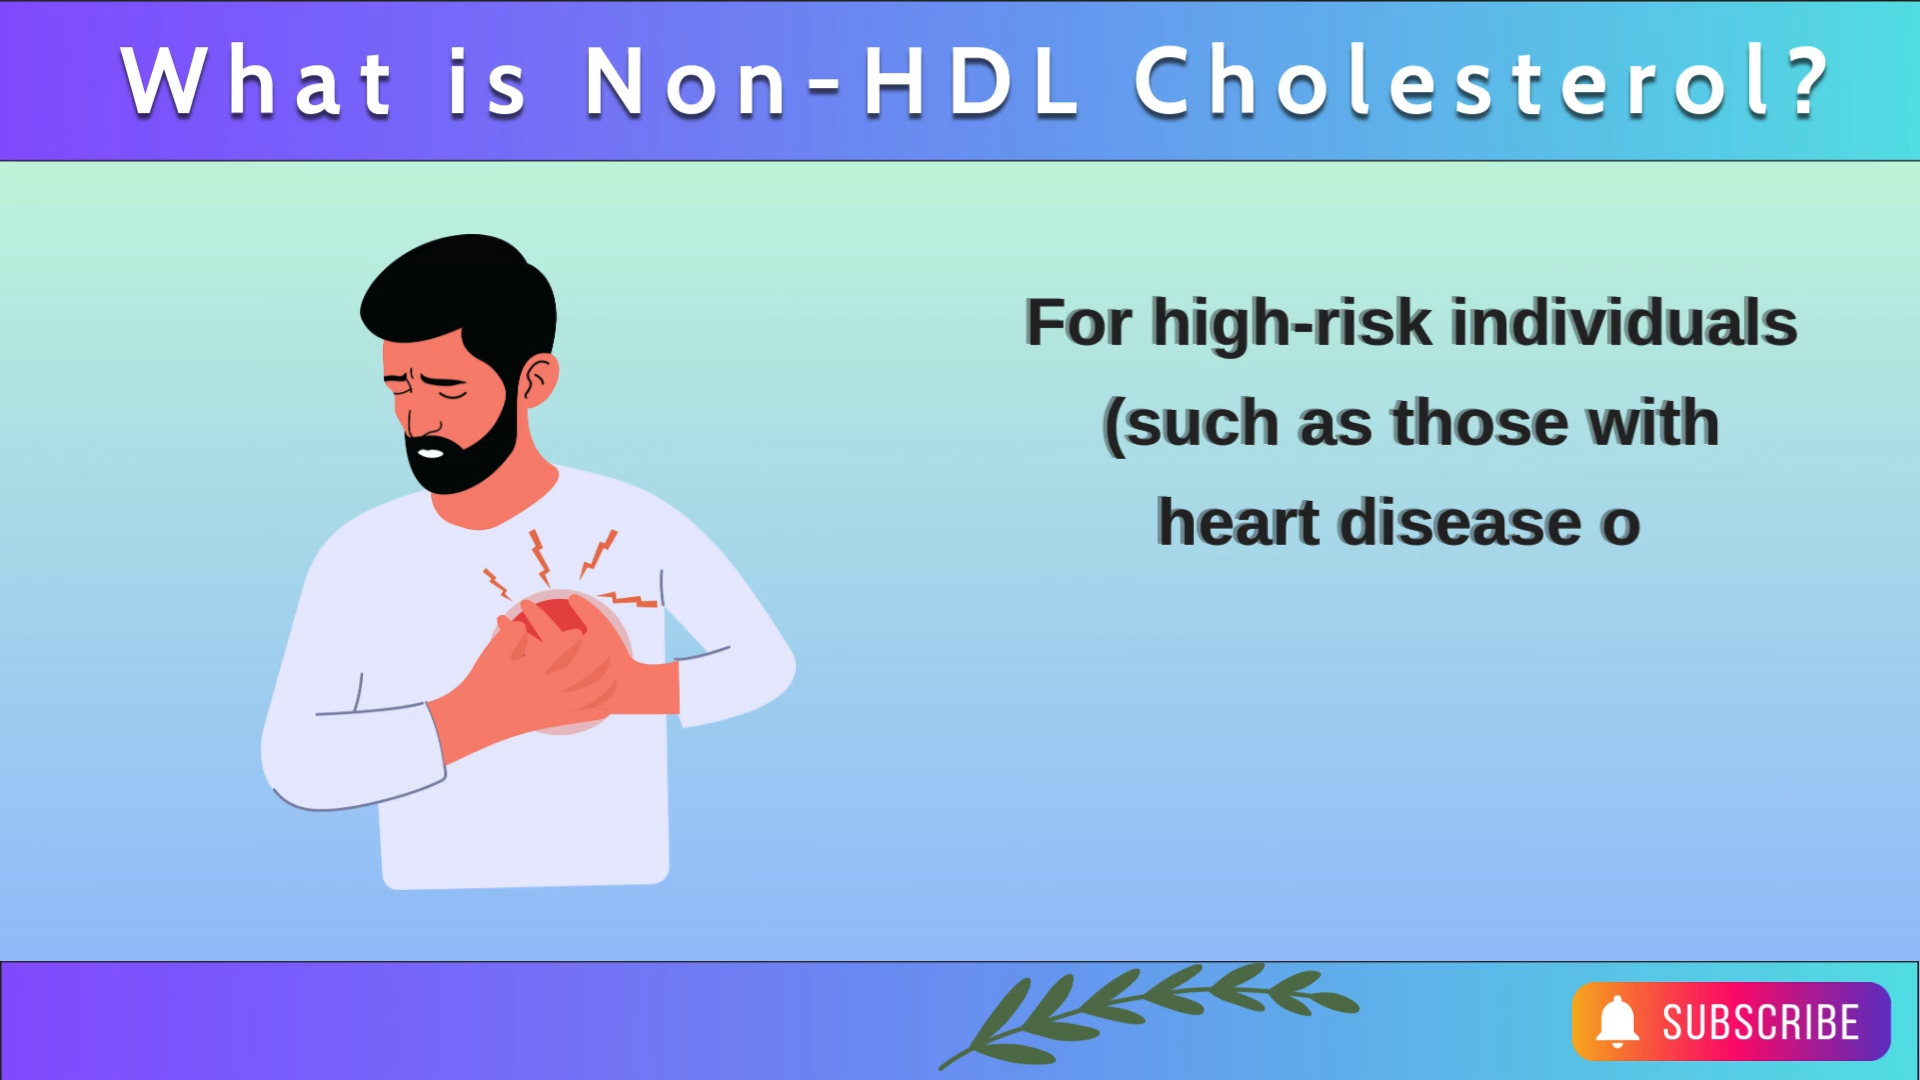 What is Non-HDL Cholesterol?
For high-risk individuals
(such as those with
heart disease o
SUBSCRIBE